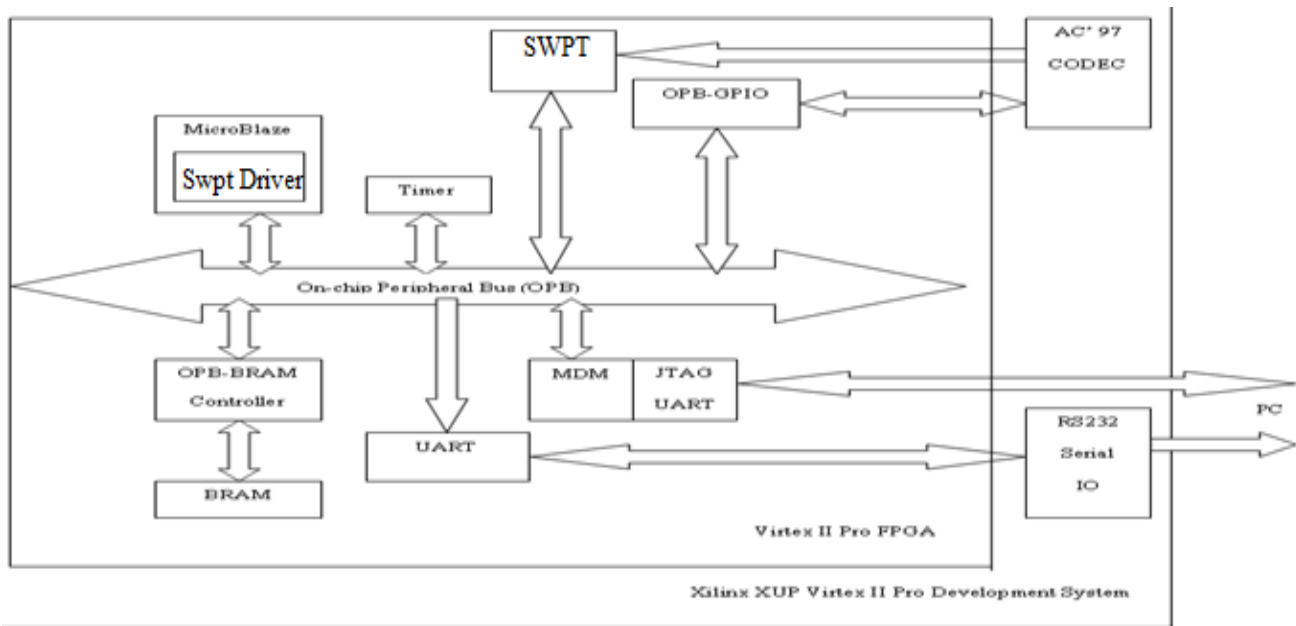 SWPT
AC' 97
CODEC
OPB-GPIO
MicroBlaze
Swpt Driver
Timer
On-chip Peripheral Bus (OPB)
OPB-BRAM
Controller
MDM
JTAG
UART
PC
RS232
Serial
IO
UART
BRAM
Virtex II Pro FPGA
Xilinx XUP Virtex II Pro Development System